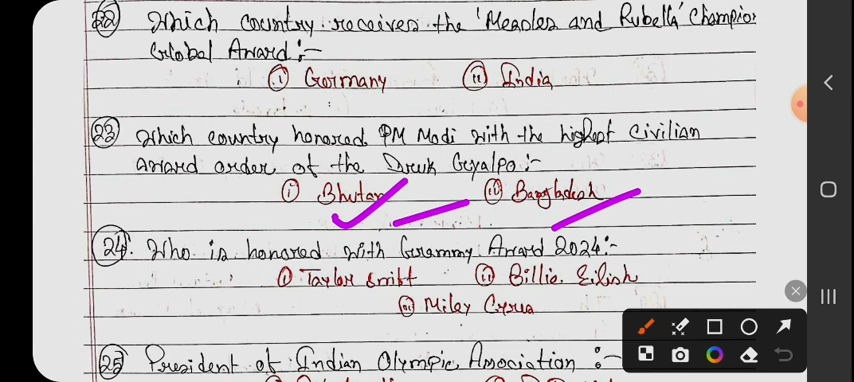 22 Which country receives the 'Measles and Rubella' Champion
Global Award :-
(i) Germany (ii) India
23 Which country honored PM Modi with the highest civilian
award order of the Druk Gyalpo :-
(i) Bhutan (ii) Bangladesh
24. Who is honored with Grammy Award 2024 :-
(i) Taylor Swift (ii) Billie Eilish
(iii) Miley Cyrus
25 President of Indian Olympic Association :-